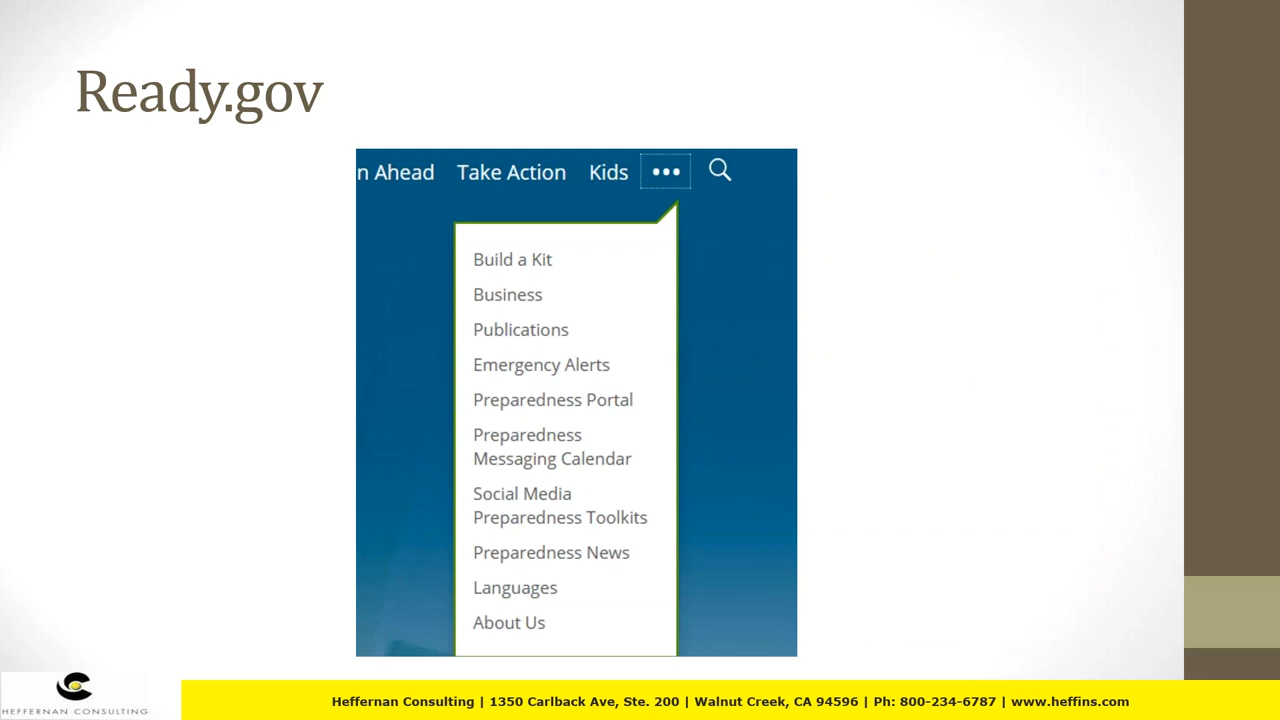 Ready.gov
n Ahead Take Action Kids •••
Build a Kit
Business
Publications
Emergency Alerts
Preparedness Portal
Preparedness
Messaging Calendar
Social Media
Preparedness Toolkits
Preparedness News
Languages
About Us
HEFFERNAN CONSULTING
Heffernan Consulting | 1350 Carlback Ave, Ste. 200 | Walnut Creek, CA 94596 | Ph: 800-234-6787 | www.heffins.com